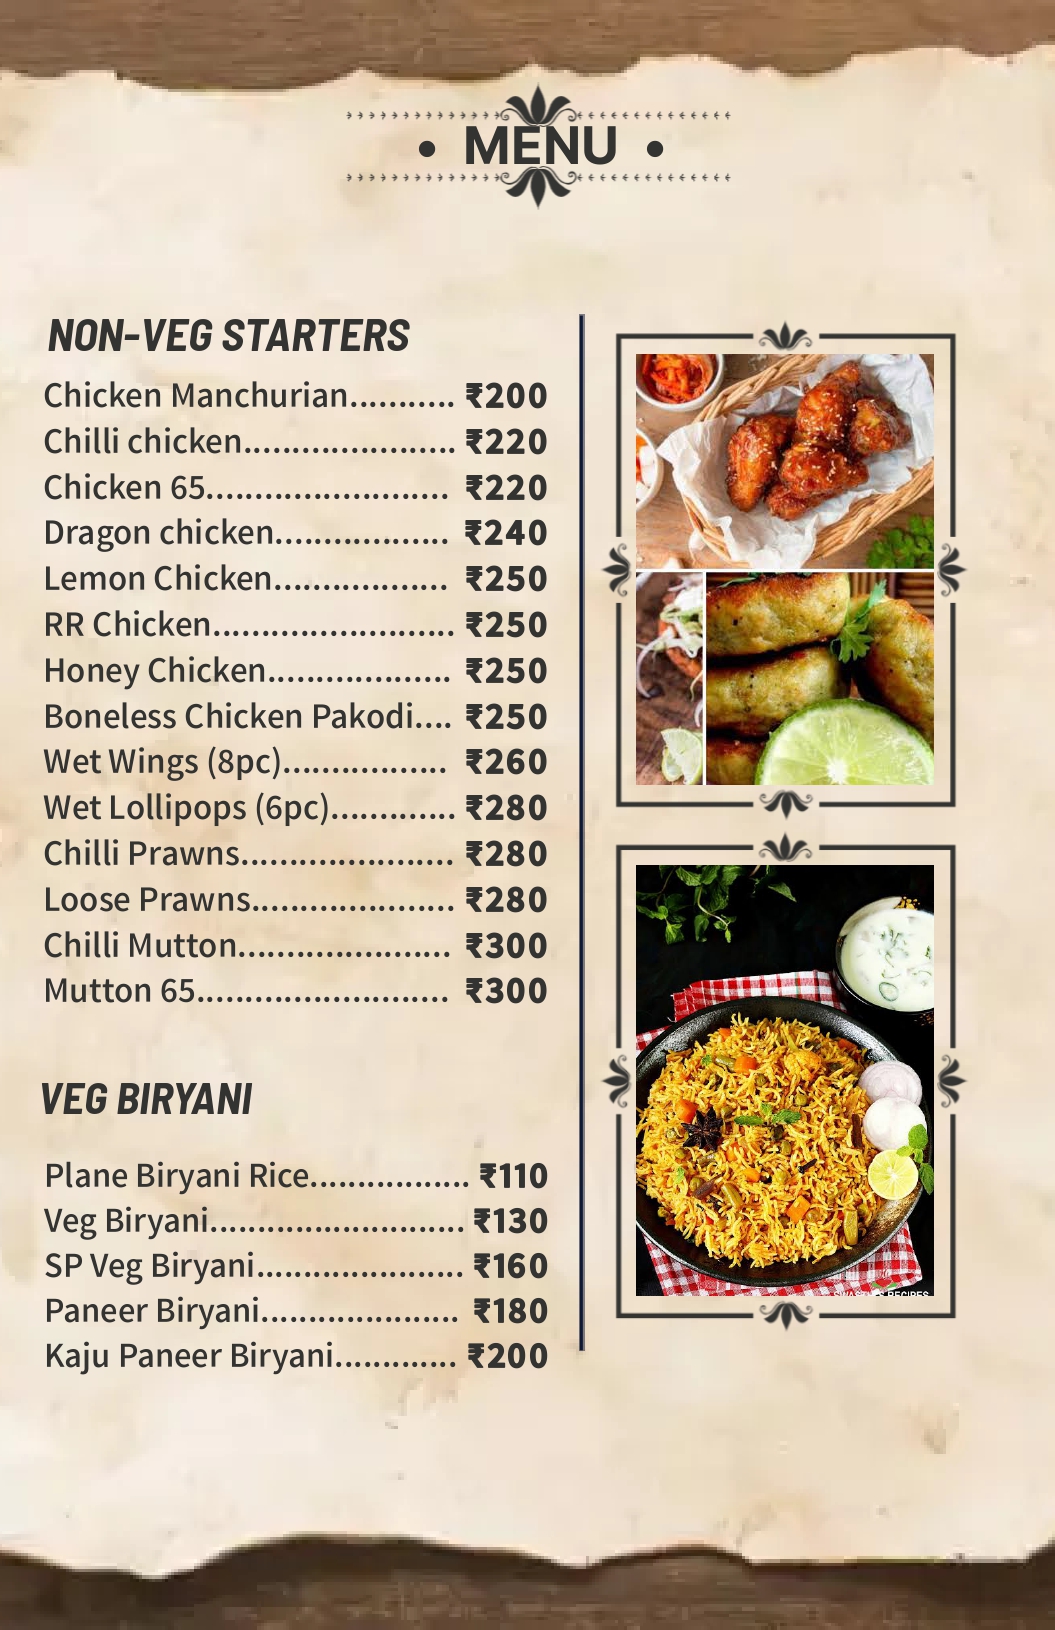 • MENU •
NON-VEG STARTERS
Chicken Manchurian........... ₹200
Chilli chicken...................... ₹220
Chicken 65......................... ₹220
Dragon chicken.................. ₹240
Lemon Chicken.................. ₹250
RR Chicken......................... ₹250
Honey Chicken................... ₹250
Boneless Chicken Pakodi.... ₹250
Wet Wings (8pc)................. ₹260
Wet Lollipops (6pc)............. ₹280
Chilli Prawns...................... ₹280
Loose Prawns..................... ₹280
Chilli Mutton....................... ₹300
Mutton 65........................... ₹300
VEG BIRYANI
Plane Biryani Rice................. ₹110
Veg Biryani........................... ₹130
SP Veg Biryani...................... ₹160
Paneer Biryani..................... ₹180
Kaju Paneer Biryani............. ₹200
RECIPES